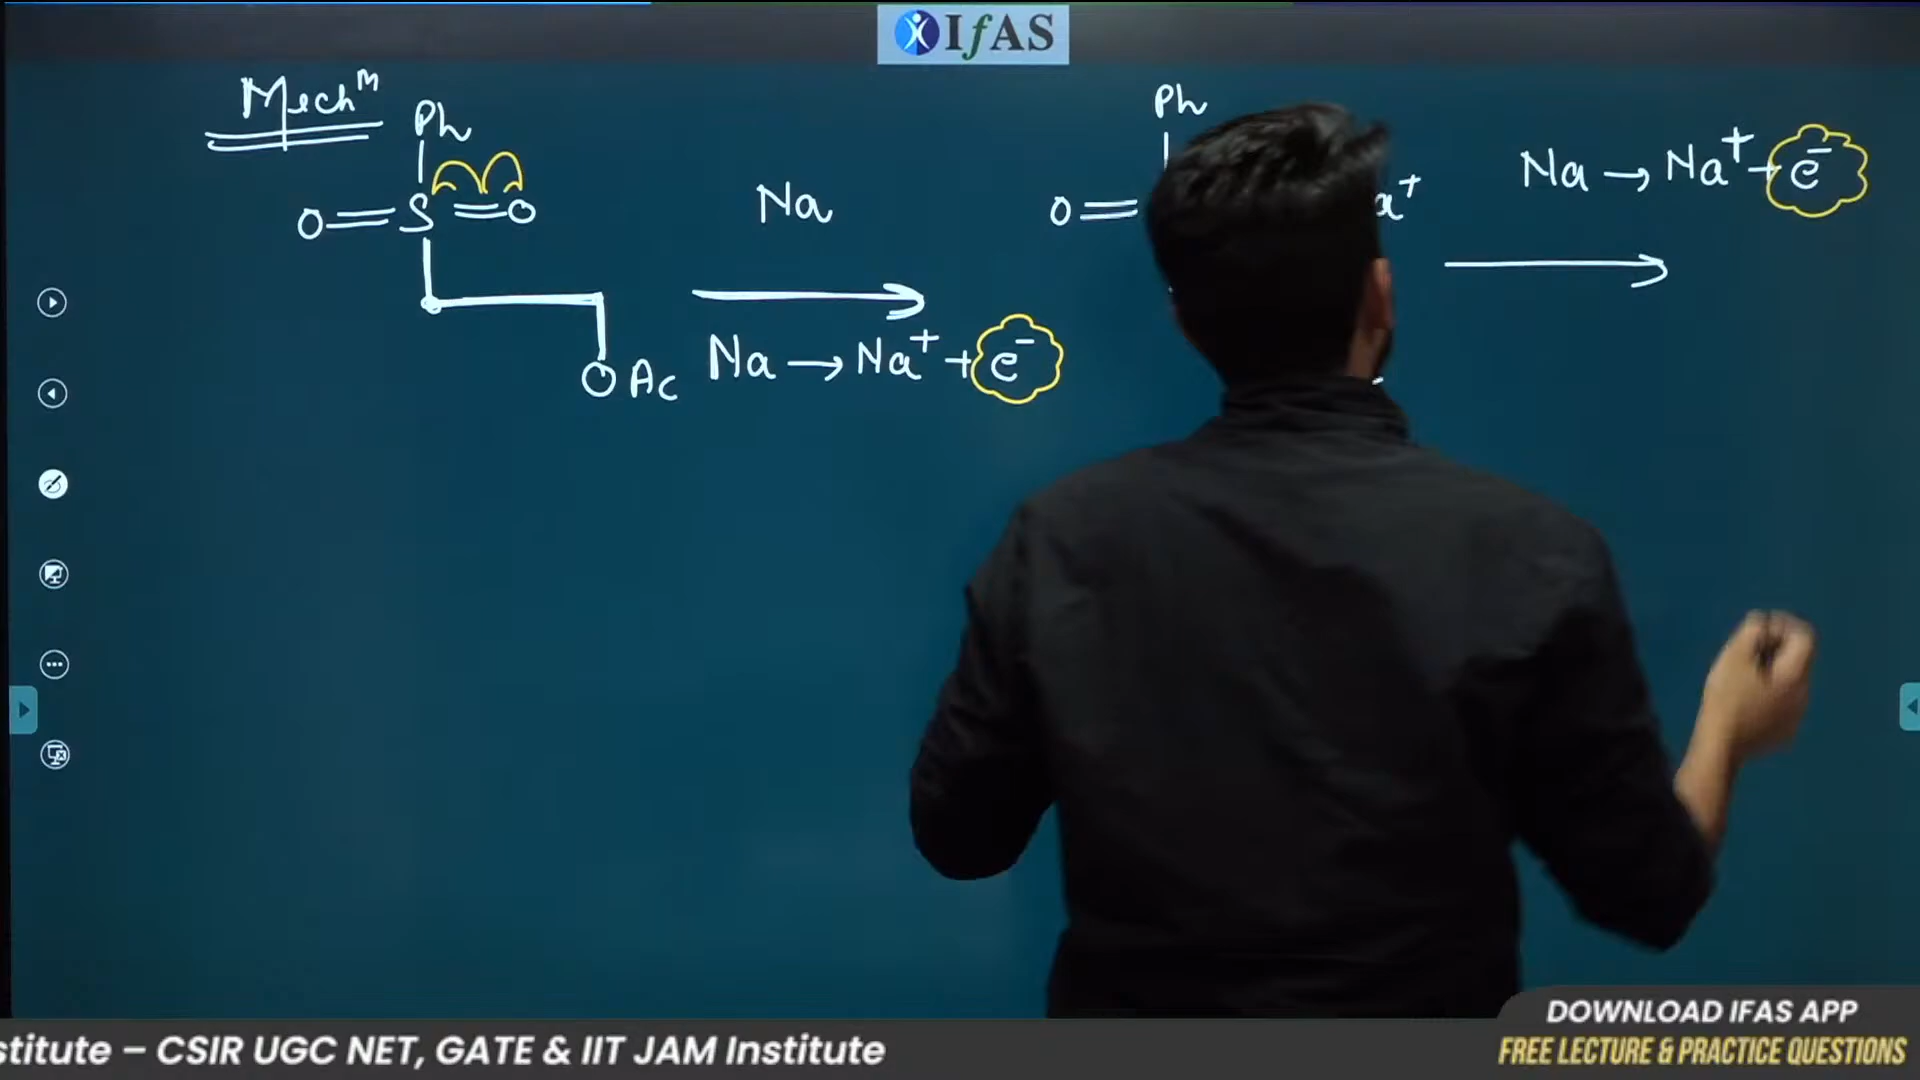 IfAS
Mechᵐ
Ph
O=S=O
OAc
Na
Na → Na⁺ + e⁻
Ph
O=
a⁺
Na → Na⁺ + e⁻
stitute – CSIR UGC NET, GATE & IIT JAM Institute
DOWNLOAD IFAS APP
FREE LECTURE & PRACTICE QUESTIONS